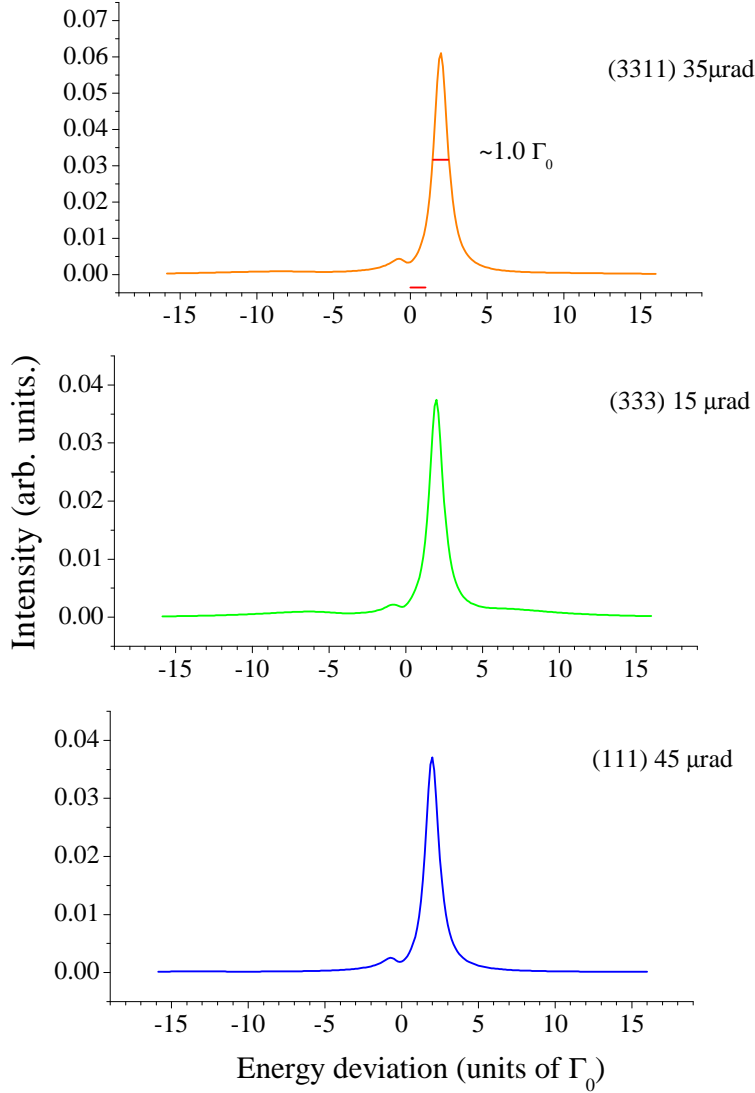 0.07
0.06
0.05
0.04
0.03
0.02
0.01
0.00
(3311) 35μrad
~1.0 Γ₀
-15 -10 -5 0 5 10 15
Intensity (arb. units.)
0.04
0.03
0.02
0.01
0.00
(333) 15 μrad
-15 -10 -5 0 5 10 15
0.04
0.03
0.02
0.01
0.00
(111) 45 μrad
-15 -10 -5 0 5 10 15
Energy deviation (units of Γ₀)